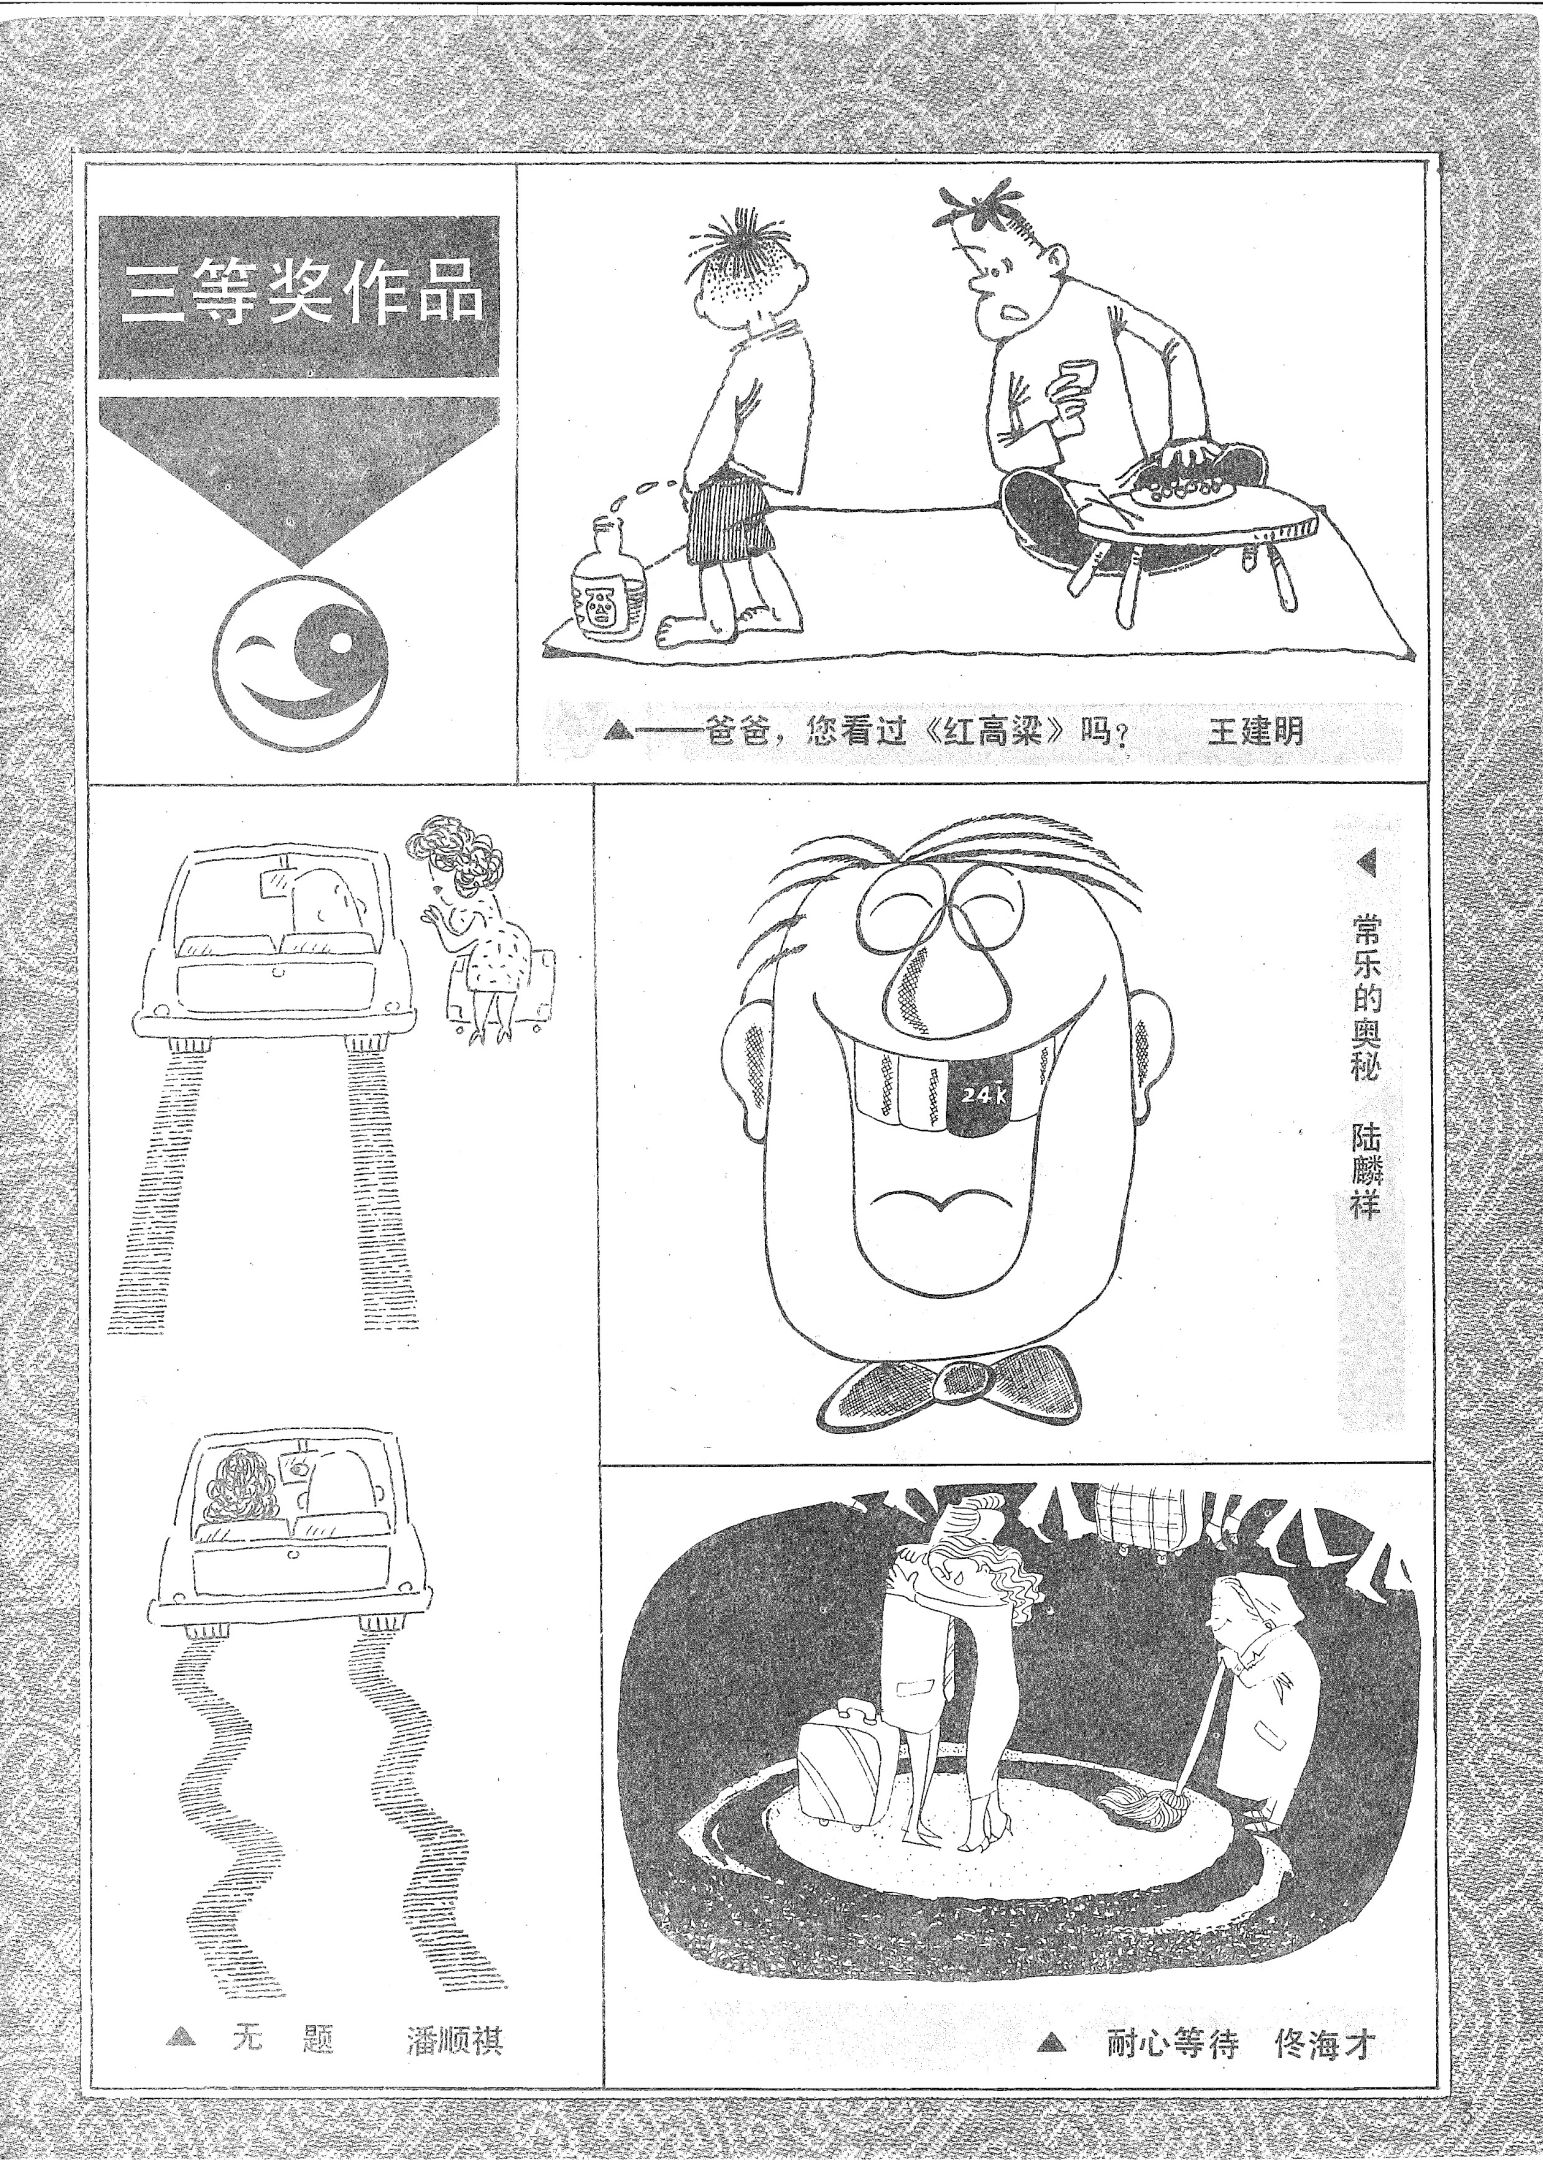 三等奖作品
▲——爸爸，您看过《红高粱》吗？ 王建明
◀ 常乐的奥秘 陆麟祥
24K
▲ 无题 潘顺祺
▲ 耐心等待 佟海才